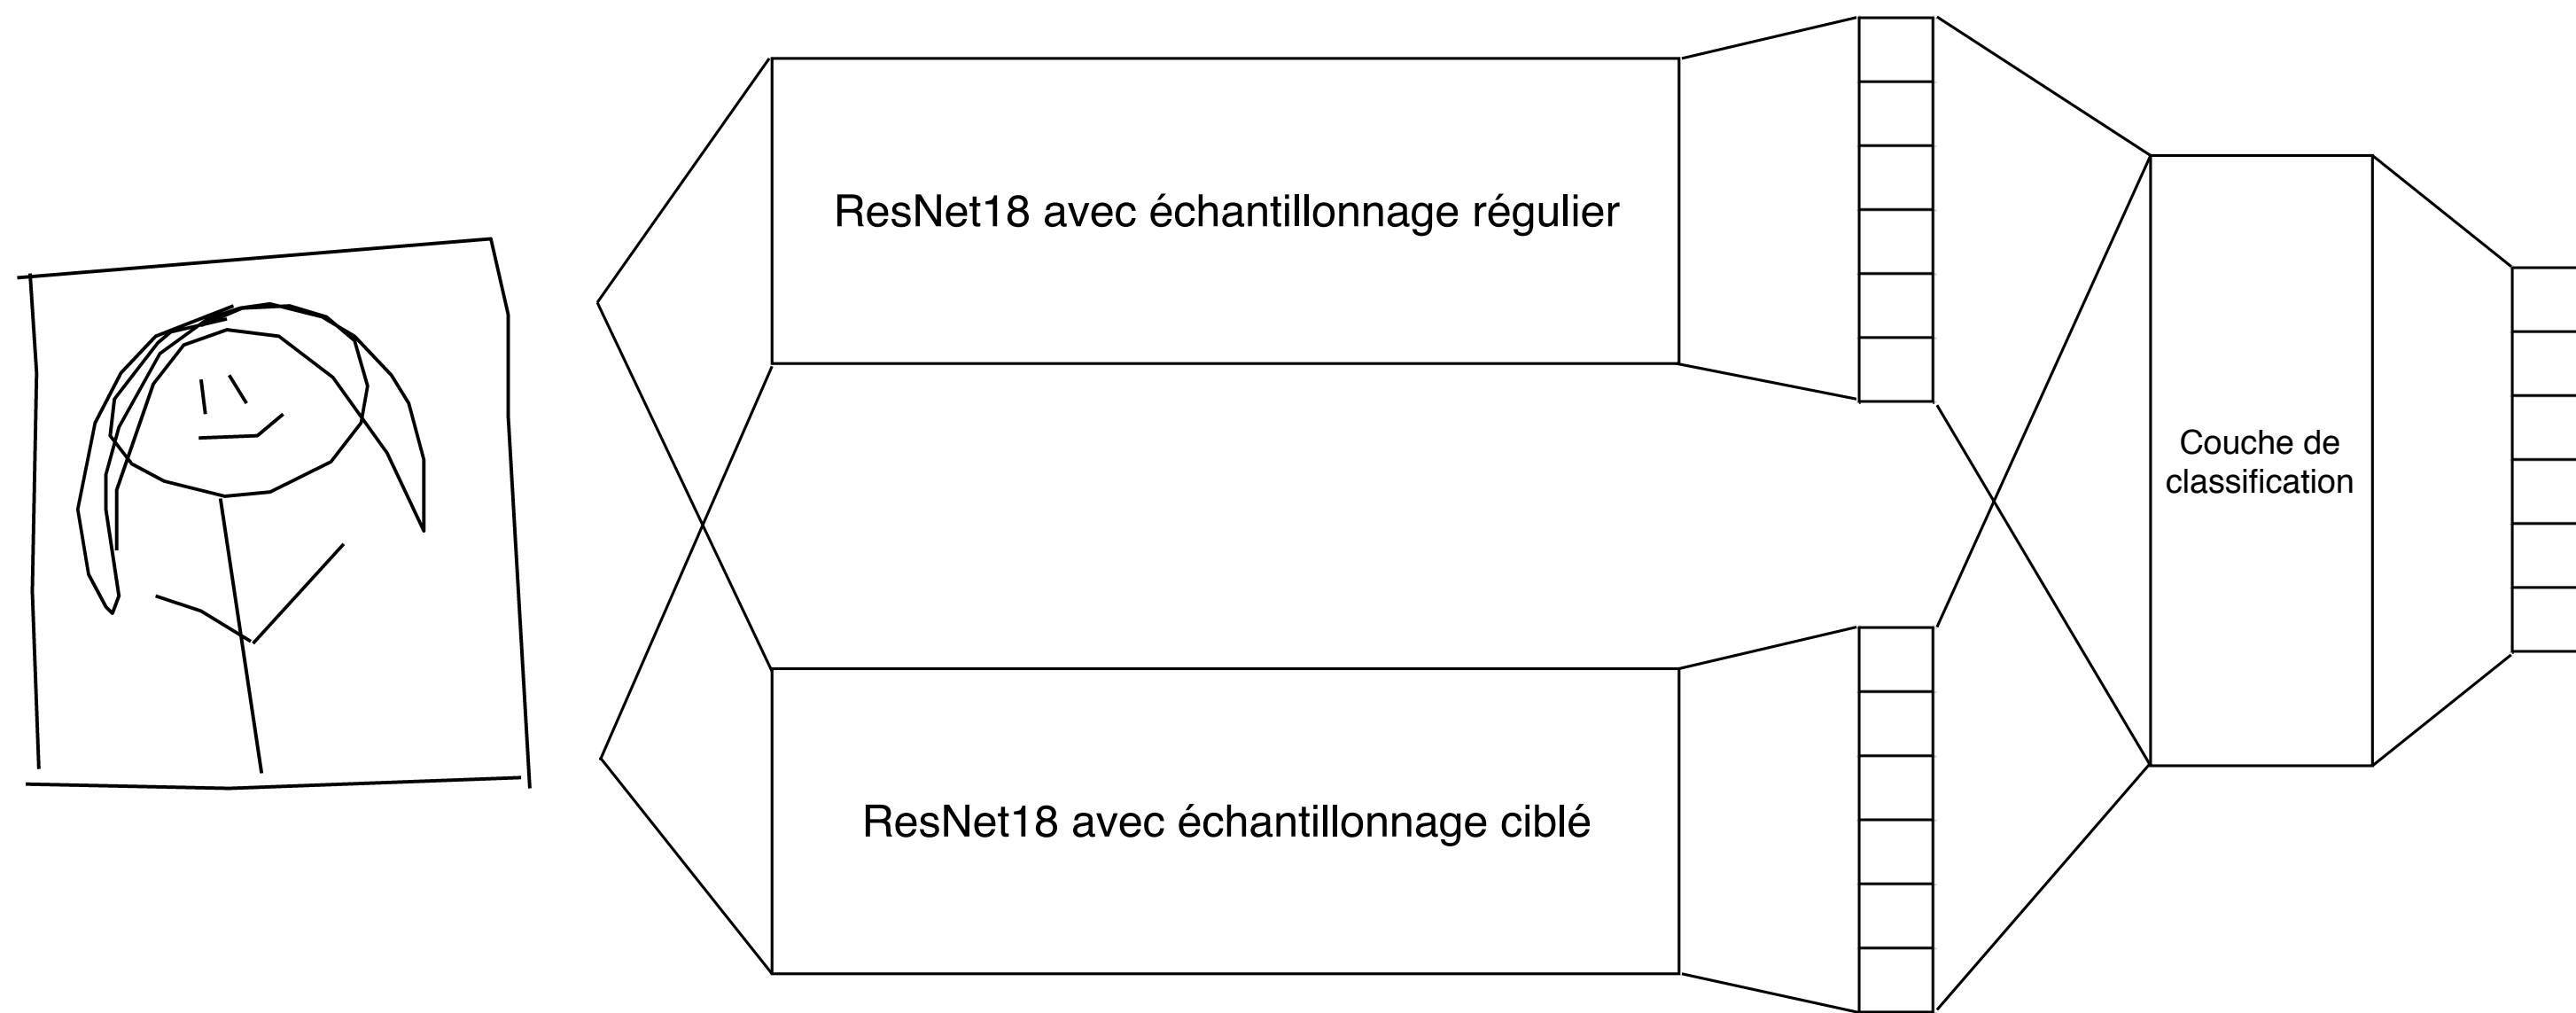 ResNet18 avec échantillonnage régulier
Couche de
classification
ResNet18 avec échantillonnage ciblé